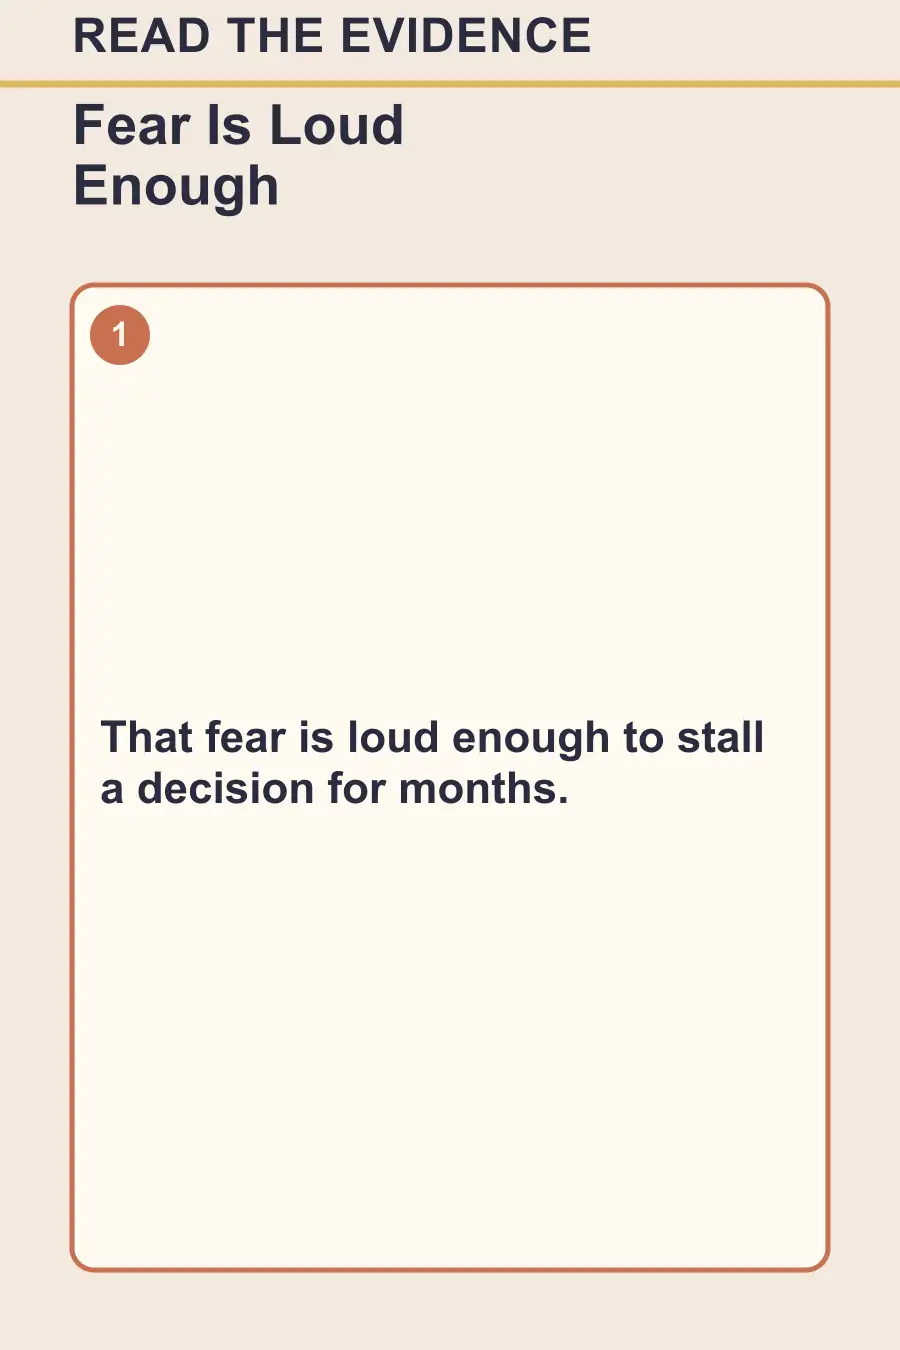 READ THE EVIDENCE
Fear Is Loud
Enough
1
That fear is loud enough to stall
a decision for months.